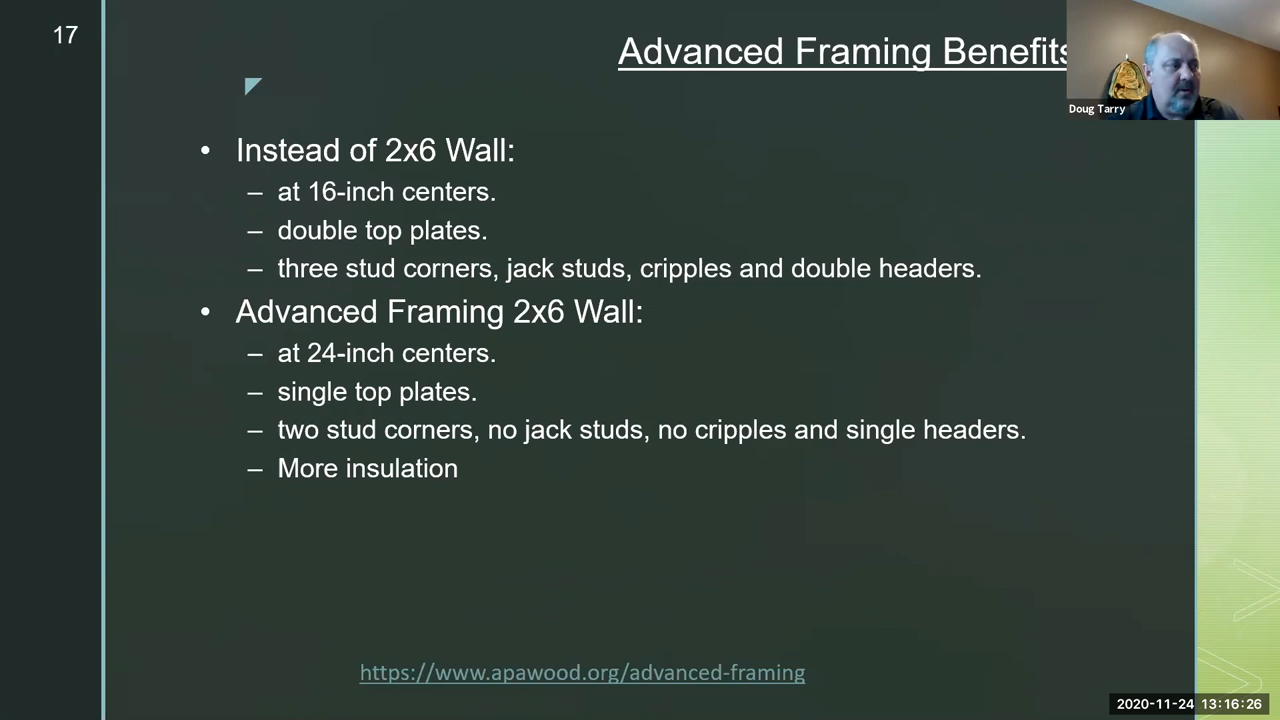 17
Advanced Framing Benefits
Doug Tarry
• Instead of 2x6 Wall:
– at 16-inch centers.
– double top plates.
– three stud corners, jack studs, cripples and double headers.
• Advanced Framing 2x6 Wall:
– at 24-inch centers.
– single top plates.
– two stud corners, no jack studs, no cripples and single headers.
– More insulation
https://www.apawood.org/advanced-framing
2020-11-24 13:16:26